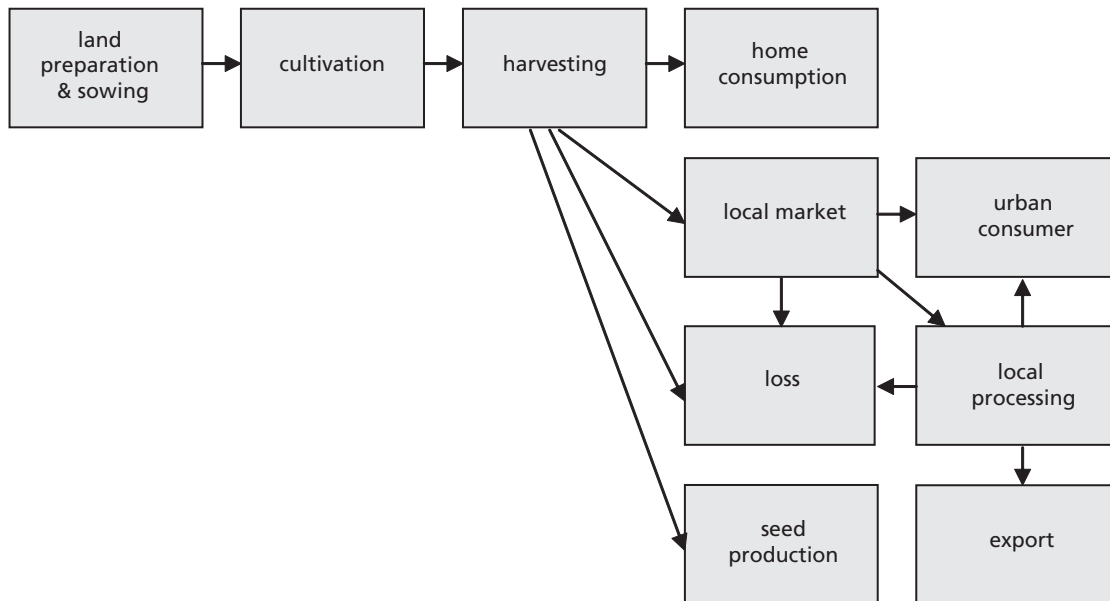 land
preparation
& sowing
cultivation
harvesting
home
consumption
local market
urban
consumer
loss
local
processing
seed
production
export